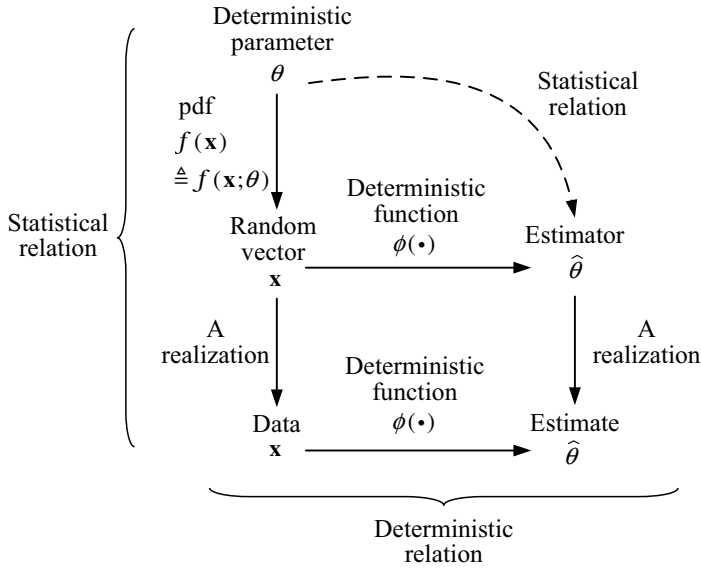 Deterministic
parameter
θ
Statistical
relation
pdf
f(𝐱)
≜ f(𝐱;θ)
Deterministic
function
ϕ(•)
Statistical
relation
Random
vector
𝐱
Estimator
θ̂
A
realization
A
realization
Deterministic
function
ϕ(•)
Data
𝐱
Estimate
θ̂
Deterministic
relation